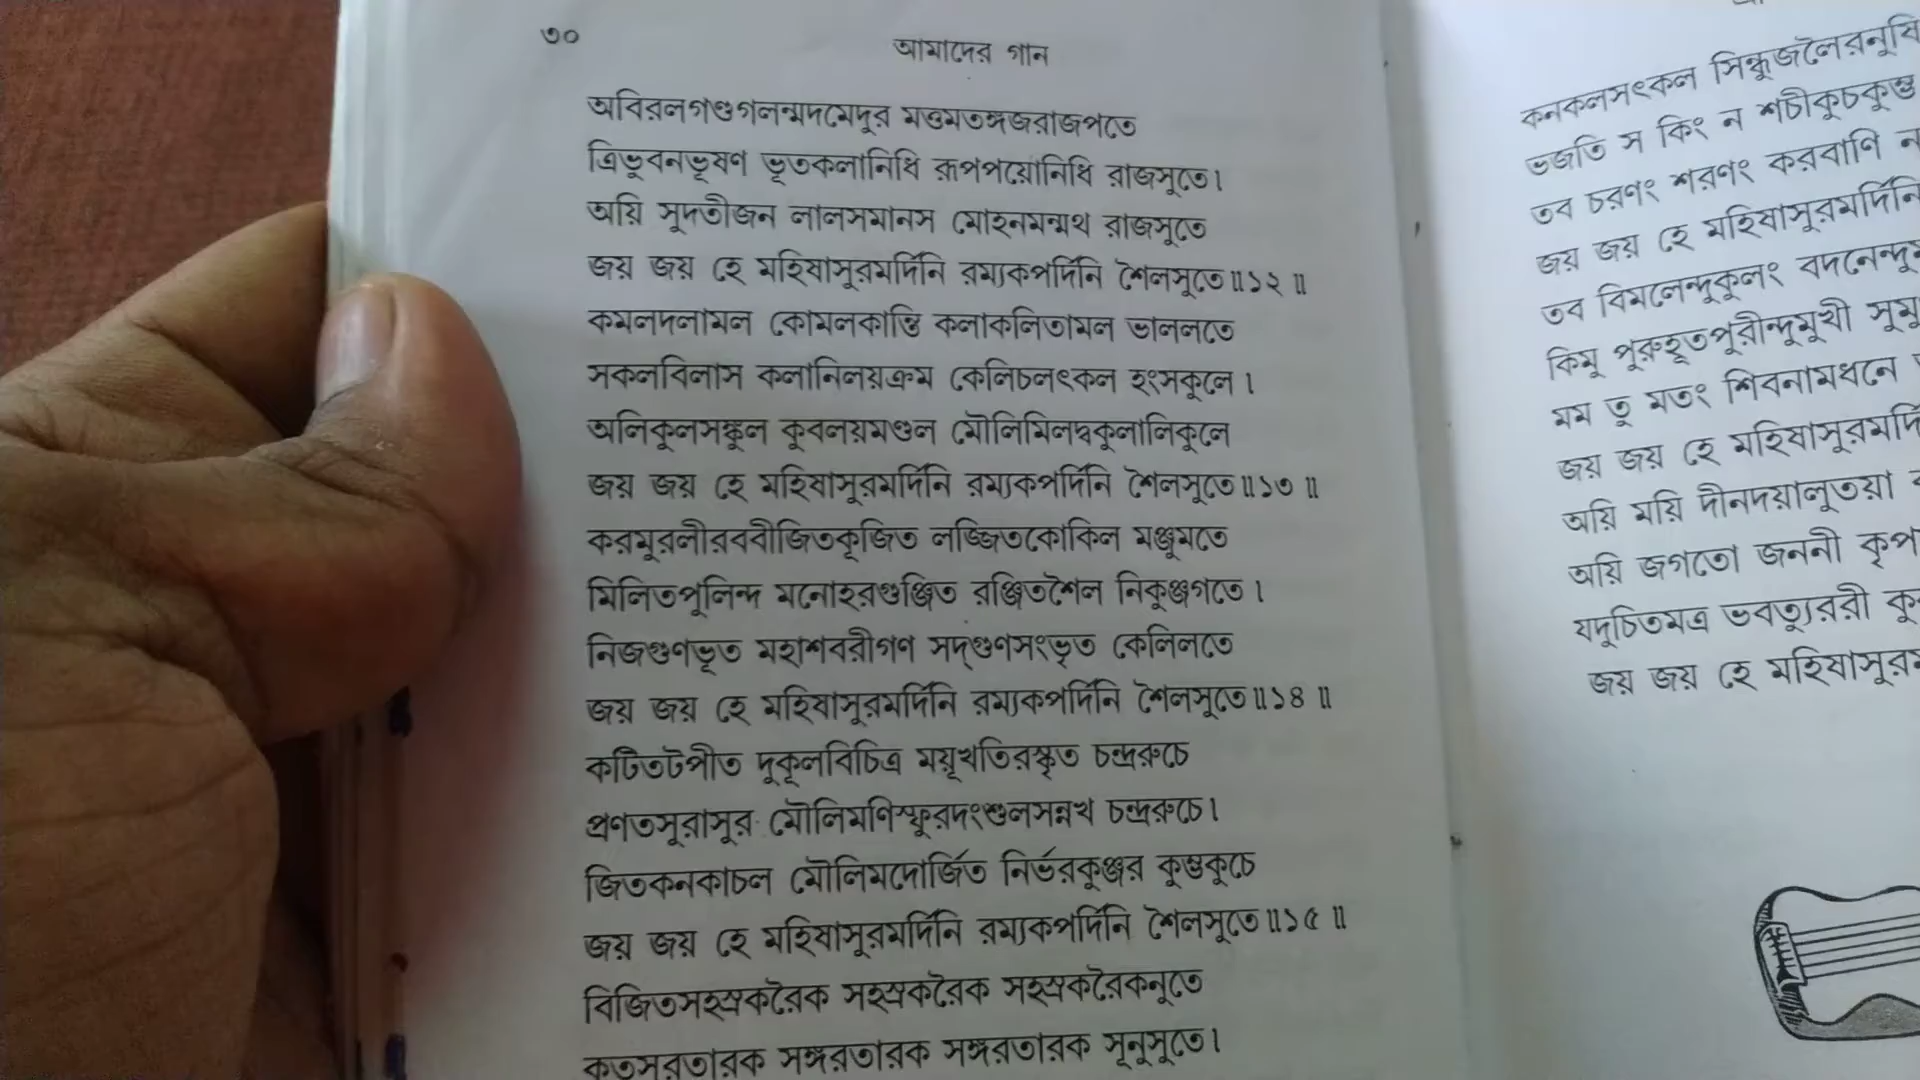 ৩০
আমাদের গান
অবিরলগণ্ডগলন্মদমেদুর মত্তমতঙ্গজরাজপতে
ত্রিভুবনভূষণ ভূতকলানিধি রূপপয়োনিধি রাজসুতে।
অয়ি সুদতীজন লালসমানস মোহনমন্মথ রাজসুতে
জয় জয় হে মহিষাসুরমর্দিনি রম্যকপর্দিনি শৈলসুতে॥১২॥
কমলদলামল কোমলকান্তি কলাকলিতামল ভাললতে
সকলবিলাস কলানিলয়ক্রম কেলিচলৎকল হংসকুলে।
অলিকুলসঙ্কুল কুবলয়মণ্ডল মৌলিমিলদ্বকুলালিকুলে
জয় জয় হে মহিষাসুরমর্দিনি রম্যকপর্দিনি শৈলসুতে॥১৩॥
করমুরলীরববীজিতকূজিত লজ্জিতকোকিল মঞ্জুমতে
মিলিতপুলিন্দ মনোহরগুঞ্জিত রঞ্জিতশৈল নিকুঞ্জগতে।
নিজগুণভূত মহাশবরীগণ সদ্‌গুণসংভৃত কেলিলতে
জয় জয় হে মহিষাসুরমর্দিনি রম্যকপর্দিনি শৈলসুতে॥১৪॥
কটিতটপীত দুকূলবিচিত্র ময়ূখতিরস্কৃত চন্দ্ররুচে
প্রণতসুরাসুর মৌলিমণিস্ফুরদংশুলসন্নখ চন্দ্ররুচে।
জিতকনকাচল মৌলিমদোর্জিত নির্ভরকুঞ্জর কুম্ভকুচে
জয় জয় হে মহিষাসুরমর্দিনি রম্যকপর্দিনি শৈলসুতে॥১৫॥
বিজিতসহস্রকরৈক সহস্রকরৈক সহস্রকরৈকনুতে
কৃতসুরতারক সঙ্গরতারক সঙ্গরতারক সূনুসুতে।
কনকলসৎকল সিন্ধুজলৈরনুষি
ভজতি স কিং ন শচীকুচকুম্ভ
তব চরণং শরণং করবাণি ন
জয় জয় হে মহিষাসুরমর্দিনি
তব বিমলেন্দুকুলং বদনেন্দুম
কিমু পুরুহূতপুরীন্দুমুখী সুমু
মম তু মতং শিবনামধনে
জয় জয় হে মহিষাসুরমর্দি
অয়ি ময়ি দীনদয়ালুতয়া
অয়ি জগতো জননী কৃপ
যদুচিতমত্র ভবত্যুররী কু
জয় জয় হে মহিষাসুরম